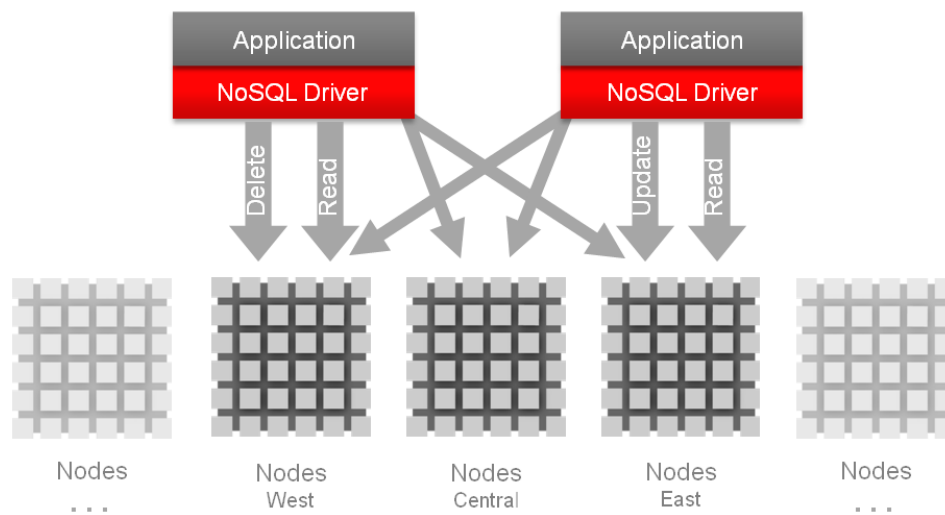 Application
NoSQL Driver
Application
NoSQL Driver
Delete
Read
Update
Read
Nodes
...
Nodes
West
Nodes
Central
Nodes
East
Nodes
...